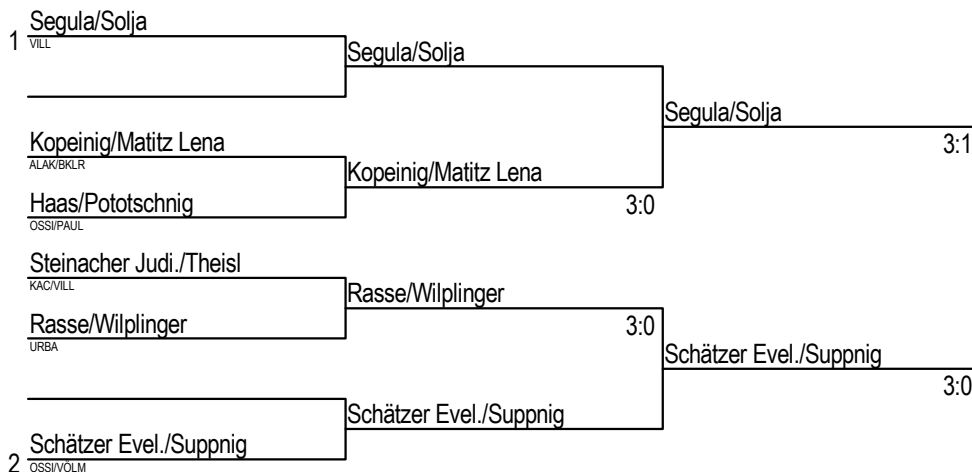 1 Segula/Solja
VILL
Segula/Solja
Segula/Solja
3:1
Kopeinig/Matitz Lena
ALAK/BKLR
Kopeinig/Matitz Lena
3:0
Haas/Pototschnig
OSSI/PAUL
Steinacher Judi./Theisl
KAC/VILL
Rasse/Wilplinger
3:0
Rasse/Wilplinger
URBA
Schätzer Evel./Suppnig
3:0
Schätzer Evel./Suppnig
2 Schätzer Evel./Suppnig
OSSI/VÖLM